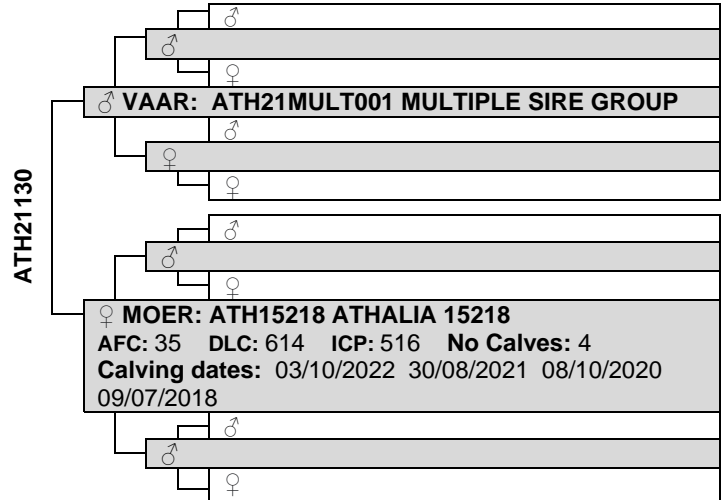 ♂
♂
♀
♂ VAAR: ATH21MULT001 MULTIPLE SIRE GROUP
♂
♀
♀
ATH21130
♂
♂
♀
♀ MOER: ATH15218 ATHALIA 15218
AFC: 35 DLC: 614 ICP: 516 No Calves: 4
Calving dates: 03/10/2022 30/08/2021 08/10/2020
09/07/2018
♂
♂
♀